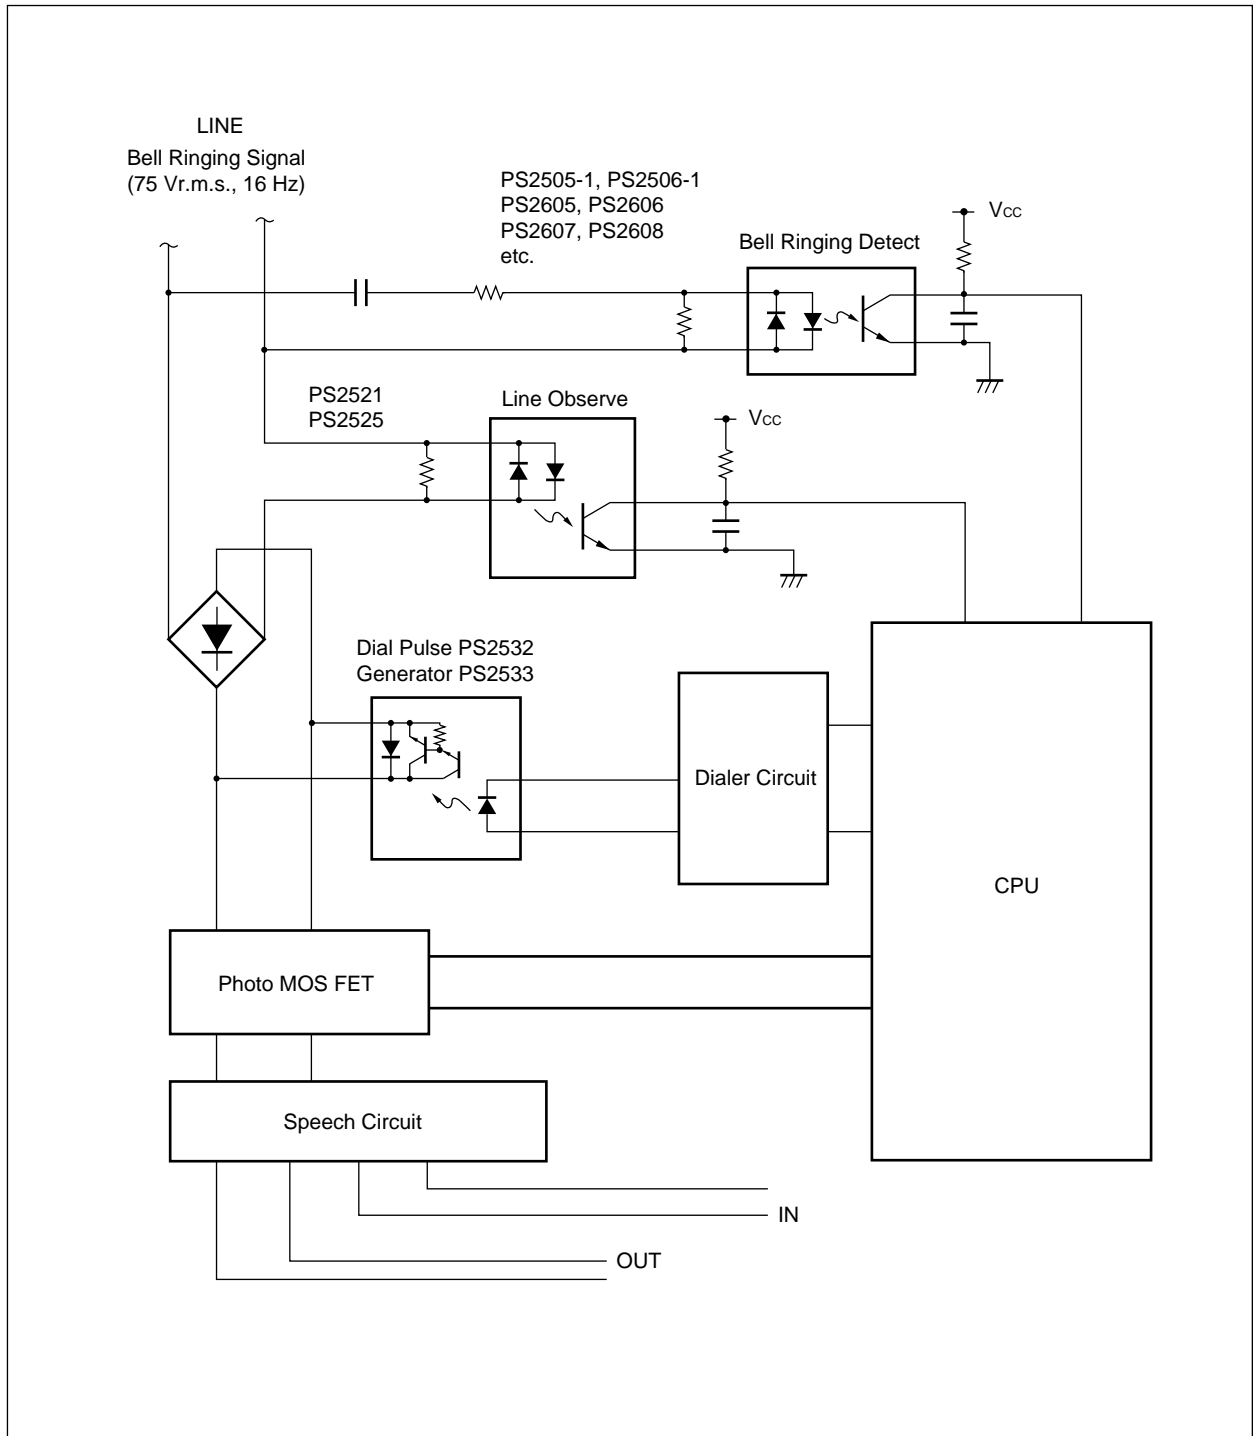 LINE
Bell Ringing Signal
(75 Vr.m.s., 16 Hz)
PS2505-1, PS2506-1
PS2605, PS2606
PS2607, PS2608
etc.
Bell Ringing Detect
VCC
PS2521
PS2525
Line Observe
VCC
Dial Pulse PS2532
Generator PS2533
Dialer Circuit
CPU
Photo MOS FET
Speech Circuit
IN
OUT